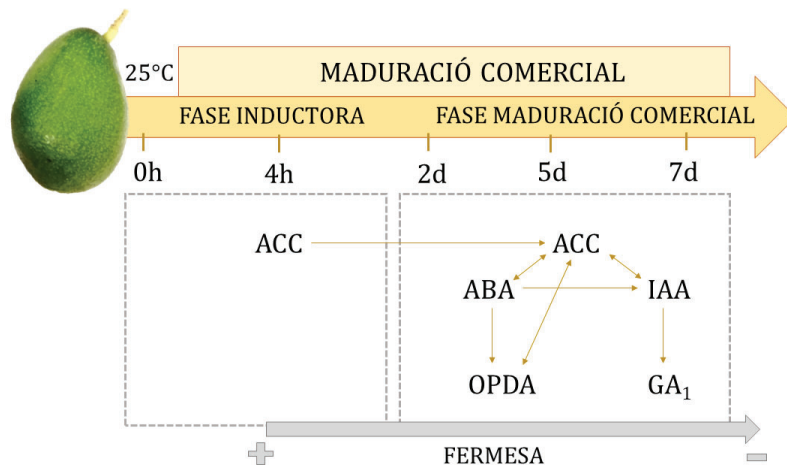 25°C
MADURACIÓ COMERCIAL
FASE INDUCTORA
FASE MADURACIÓ COMERCIAL
0h
4h
2d
5d
7d
ACC
ACC
ABA
IAA
OPDA
GA₁
FERMESA